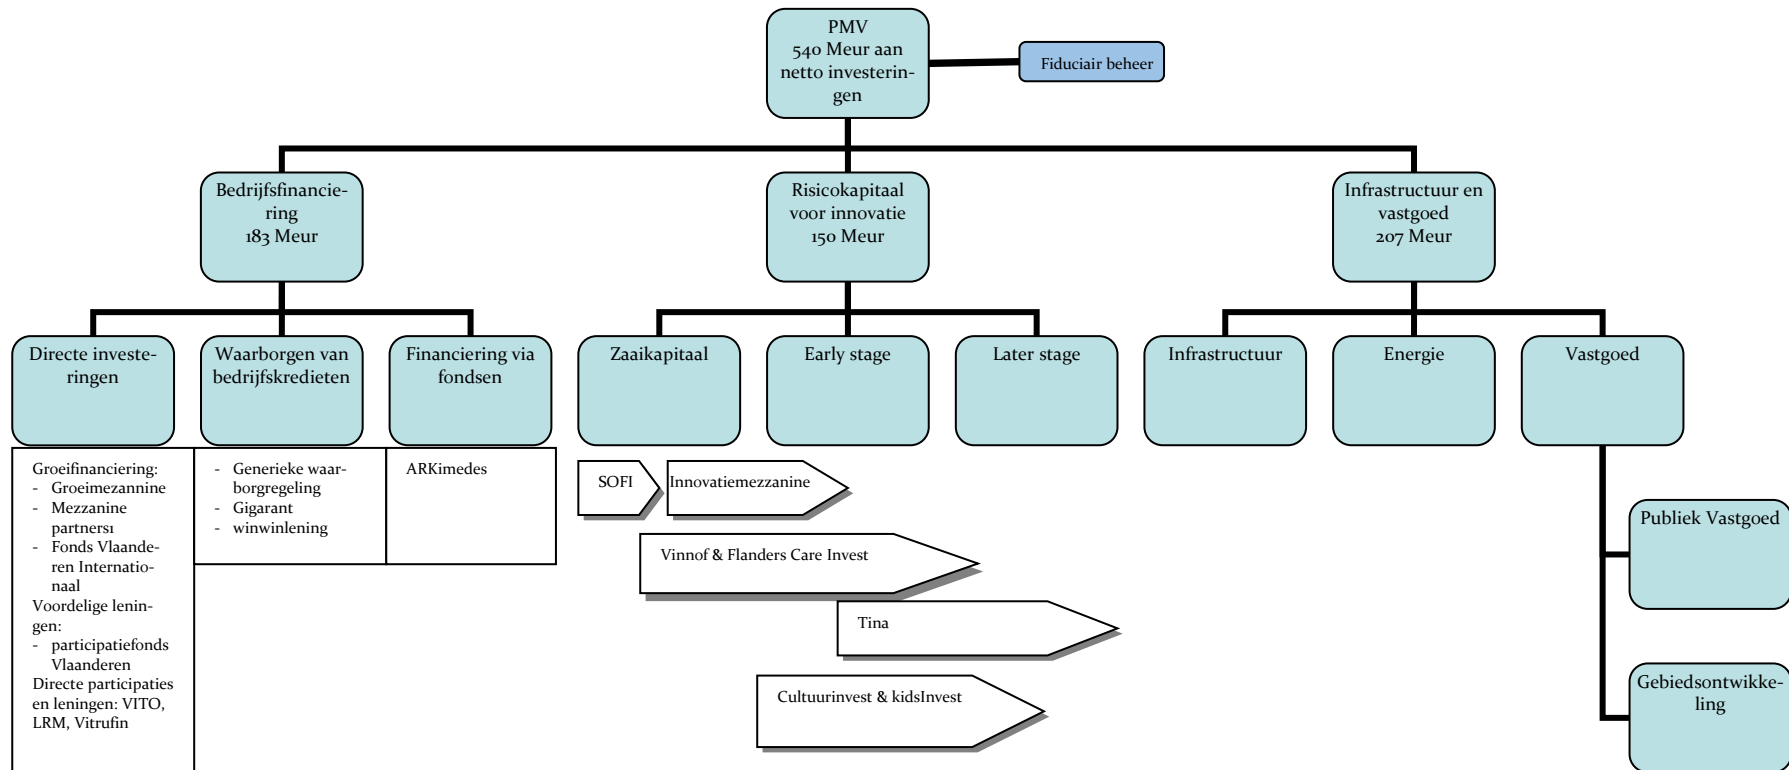 PMV
540 Meur aan
netto investerin-
gen
Fiduciair beheer
Bedrijfsfinancie-
ring
183 Meur
Risicokapitaal
voor innovatie
150 Meur
Infrastructuur en
vastgoed
207 Meur
Directe investe-
ringen
Waarborgen van
bedrijfskredieten
Financiering via
fondsen
Zaaikapitaal
Early stage
Later stage
Infrastructuur
Energie
Vastgoed
Groeifinanciering:
- Groeimezannine
- Mezzanine
partners1
- Fonds Vlaande-
ren Internatio-
naal
Voordelige lenin-
gen:
- participatiefonds
Vlaanderen
Directe participaties
en leningen: VITO,
LRM, Vitrufin
- Generieke waar-
borgregeling
- Gigarant
- winwinlening
ARKimedes
SOFI
Innovatiemezzanine
Vinnof & Flanders Care Invest
Tina
Cultuurinvest & kidsInvest
Publiek Vastgoed
Gebiedsontwikke-
ling